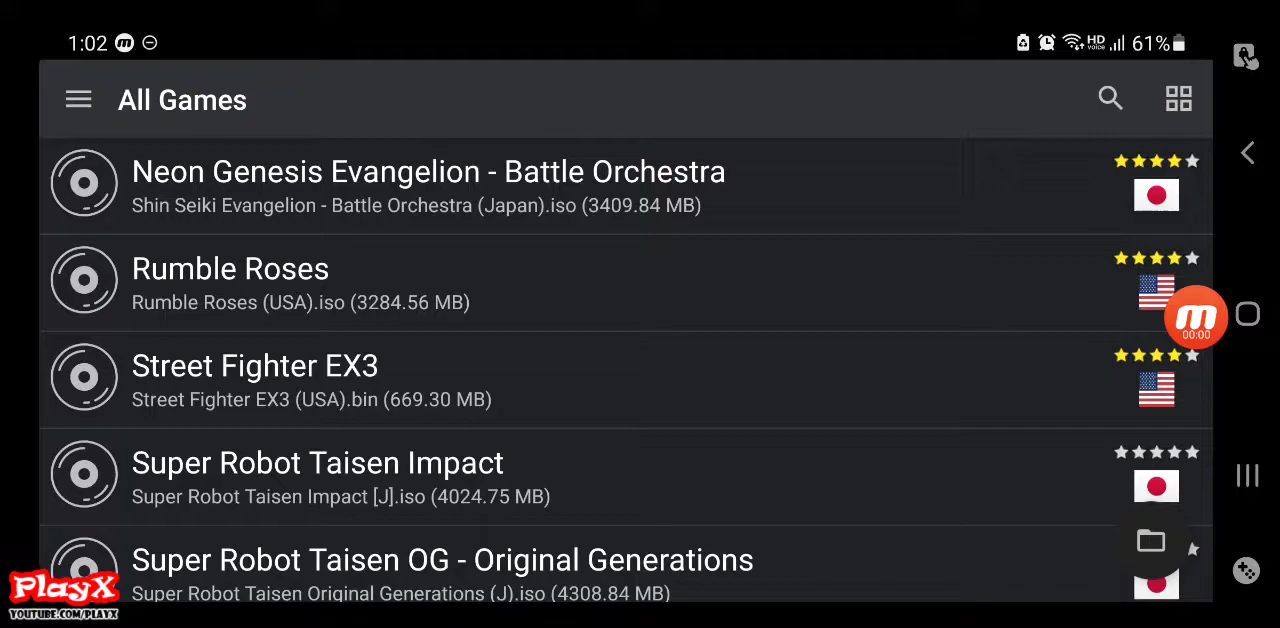 1:02
HD
voice
61%
All Games
Neon Genesis Evangelion - Battle Orchestra
Shin Seiki Evangelion - Battle Orchestra (Japan).iso (3409.84 MB)
Rumble Roses
Rumble Roses (USA).iso (3284.56 MB)
00:00
Street Fighter EX3
Street Fighter EX3 (USA).bin (669.30 MB)
Super Robot Taisen Impact
Super Robot Taisen Impact [J].iso (4024.75 MB)
Super Robot Taisen OG - Original Generations
Super Robot Taisen Original Generations (J).iso (4308.84 MB)
PlayX
YOUTUBE.COM/PLAYX